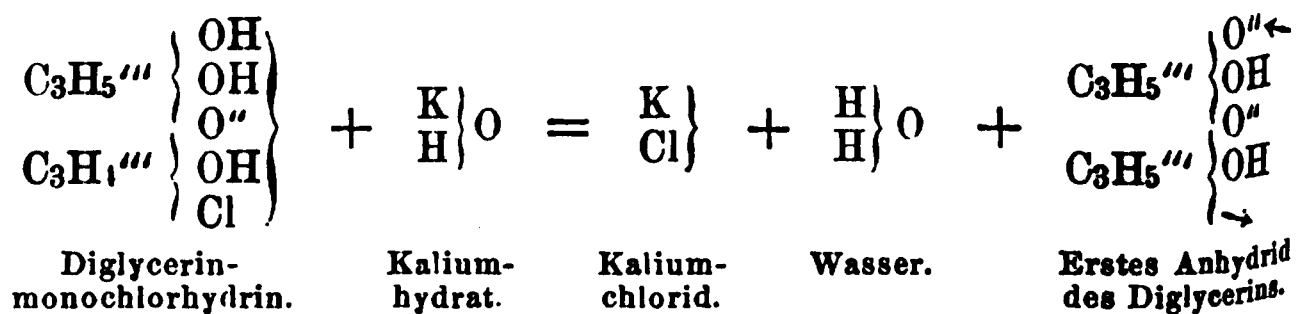 OH O″←
C₃H₅‴ OH K K H C₃H₅‴ OH
O″ + O = + O + O″
H Cl H
C₃H₁‴ OH C₃H₅‴ OH
Cl →
Diglycerin- Kalium- Kalium- Wasser. Erstes Anhydrid
monochlorhydrin. hydrat. chlorid. des Diglycerins.